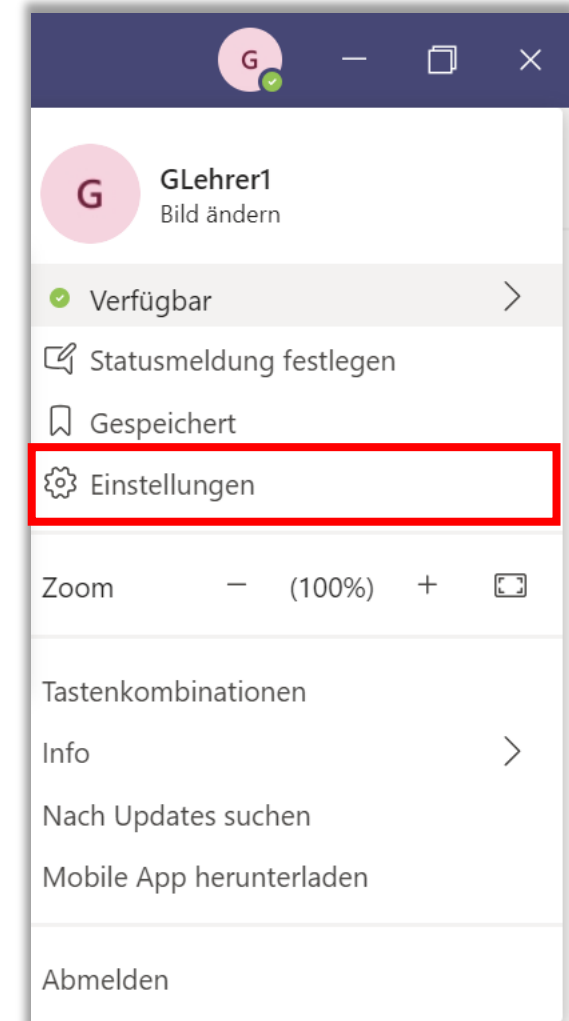 G
G
GLehrer1
Bild ändern
Verfügbar
Statusmeldung festlegen
Gespeichert
Einstellungen
Zoom (100%)
Tastenkombinationen
Info
Nach Updates suchen
Mobile App herunterladen
Abmelden